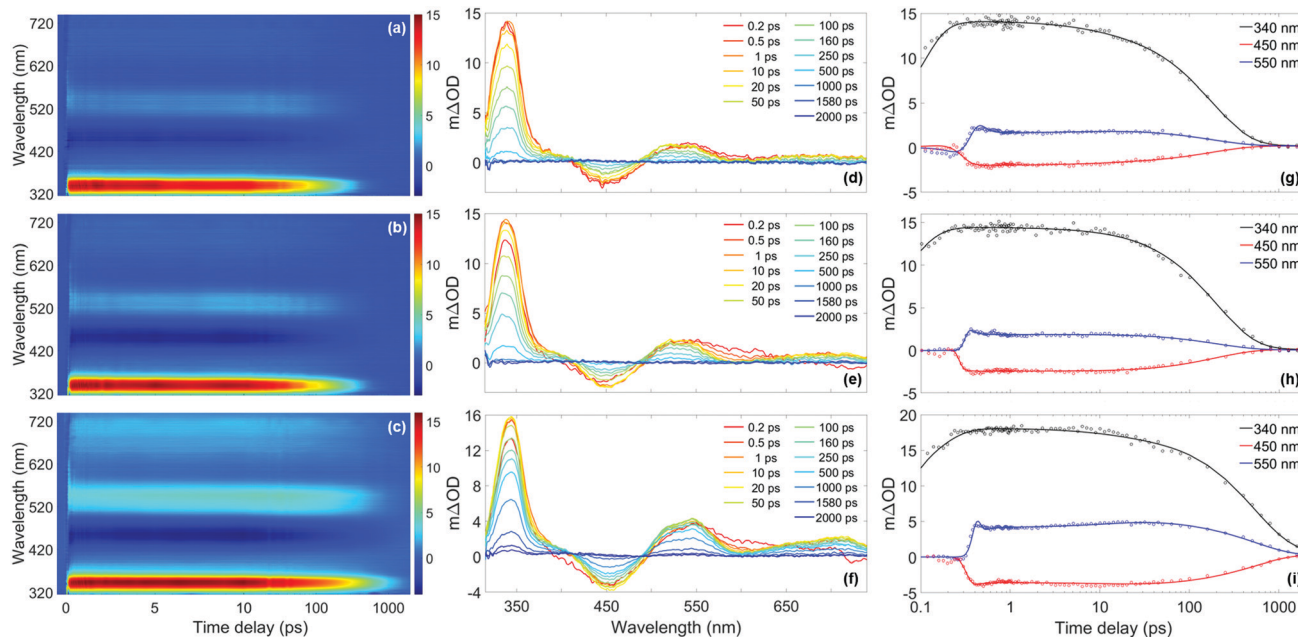 (a)
Wavelength (nm)
720
620
520
420
320
15
10
5
0
(b)
Wavelength (nm)
720
620
520
420
320
15
10
5
0
(c)
Wavelength (nm)
720
620
520
420
320
15
10
5
0
0 5 10 100 1000
Time delay (ps)
(d)
mΔOD
15
10
5
0
0.2 ps 100 ps
0.5 ps 160 ps
1 ps 250 ps
10 ps 500 ps
20 ps 1000 ps
50 ps 1580 ps
2000 ps
(e)
mΔOD
15
10
5
0
0.2 ps 100 ps
0.5 ps 160 ps
1 ps 250 ps
10 ps 500 ps
20 ps 1000 ps
50 ps 1580 ps
2000 ps
(f)
mΔOD
16
12
8
4
0
-4
0.2 ps 100 ps
0.5 ps 160 ps
1 ps 250 ps
10 ps 500 ps
20 ps 1000 ps
50 ps 1580 ps
2000 ps
350 450 550 650
Wavelength (nm)
(g)
mΔOD
15
10
5
0
-5
340 nm
450 nm
550 nm
(h)
mΔOD
15
10
5
0
-5
340 nm
450 nm
550 nm
(i)
mΔOD
20
15
10
5
0
-5
340 nm
450 nm
550 nm
0.1 1 10 100 1000
Time delay (ps)